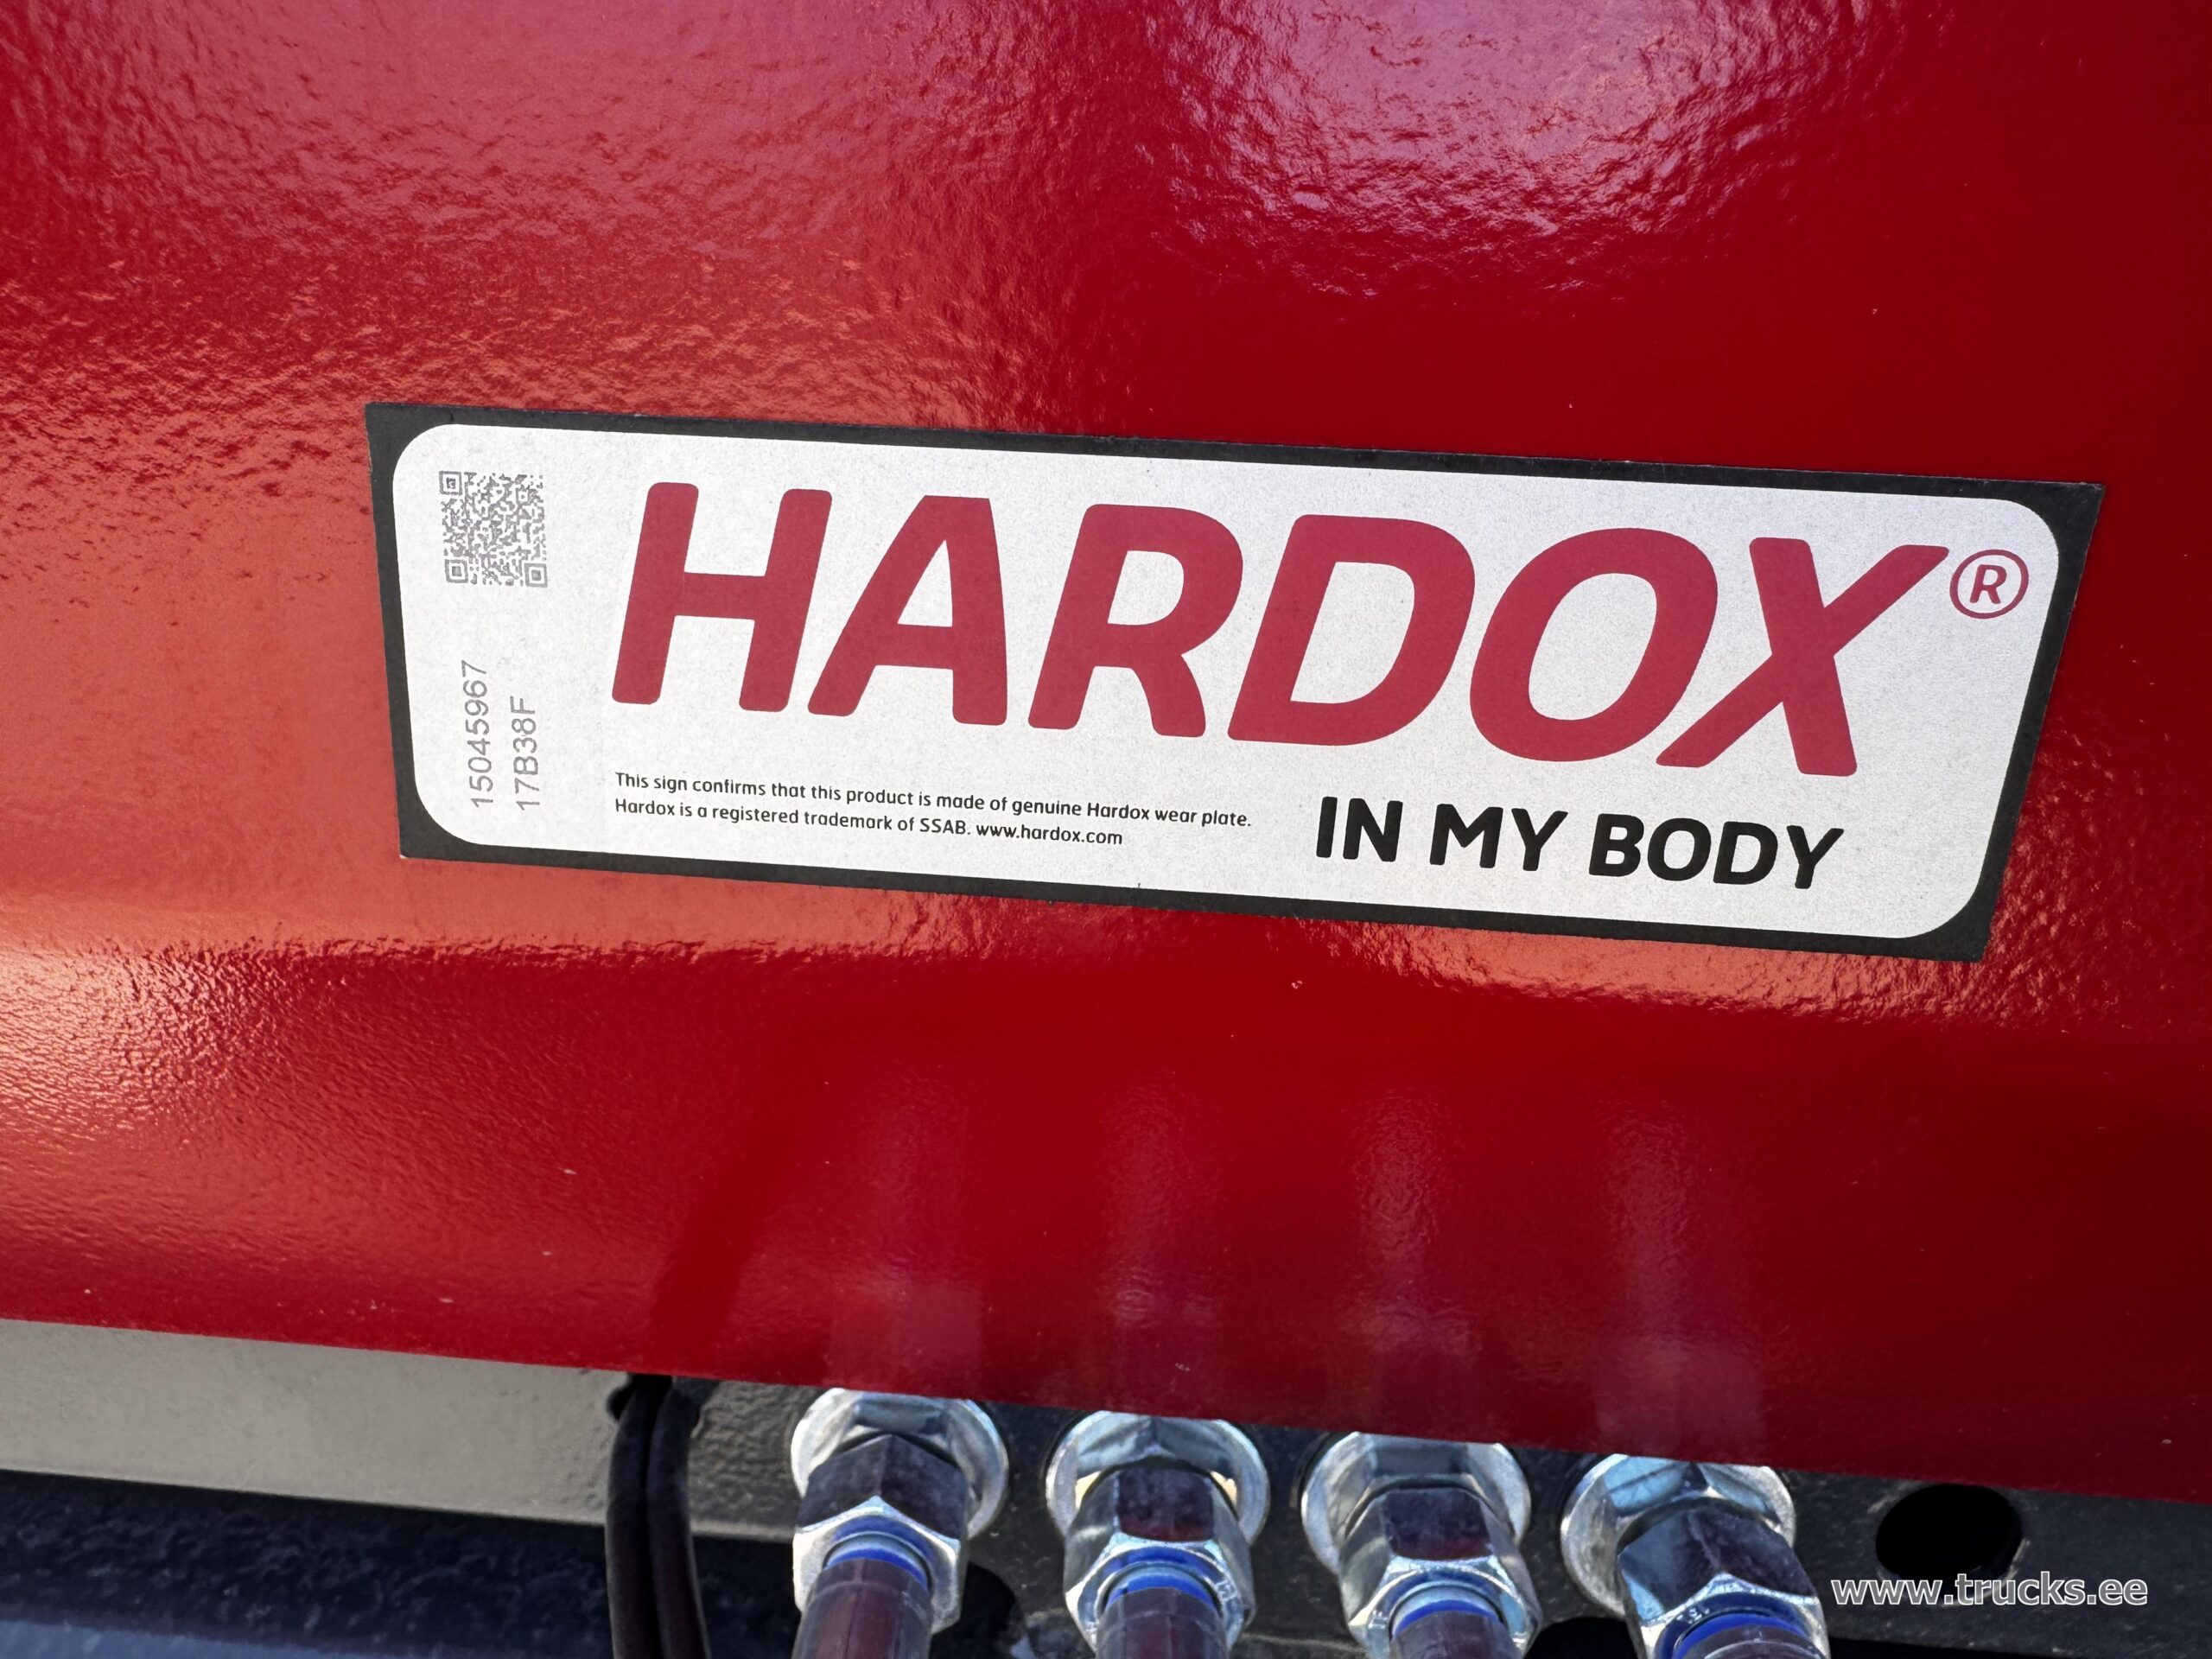 HARDOX®
15045967
17B38F
This sign confirms that this product is made of genuine Hardox wear plate.
Hardox is a registered trademark of SSAB. www.hardox.com
IN MY BODY
www.trucks.ee